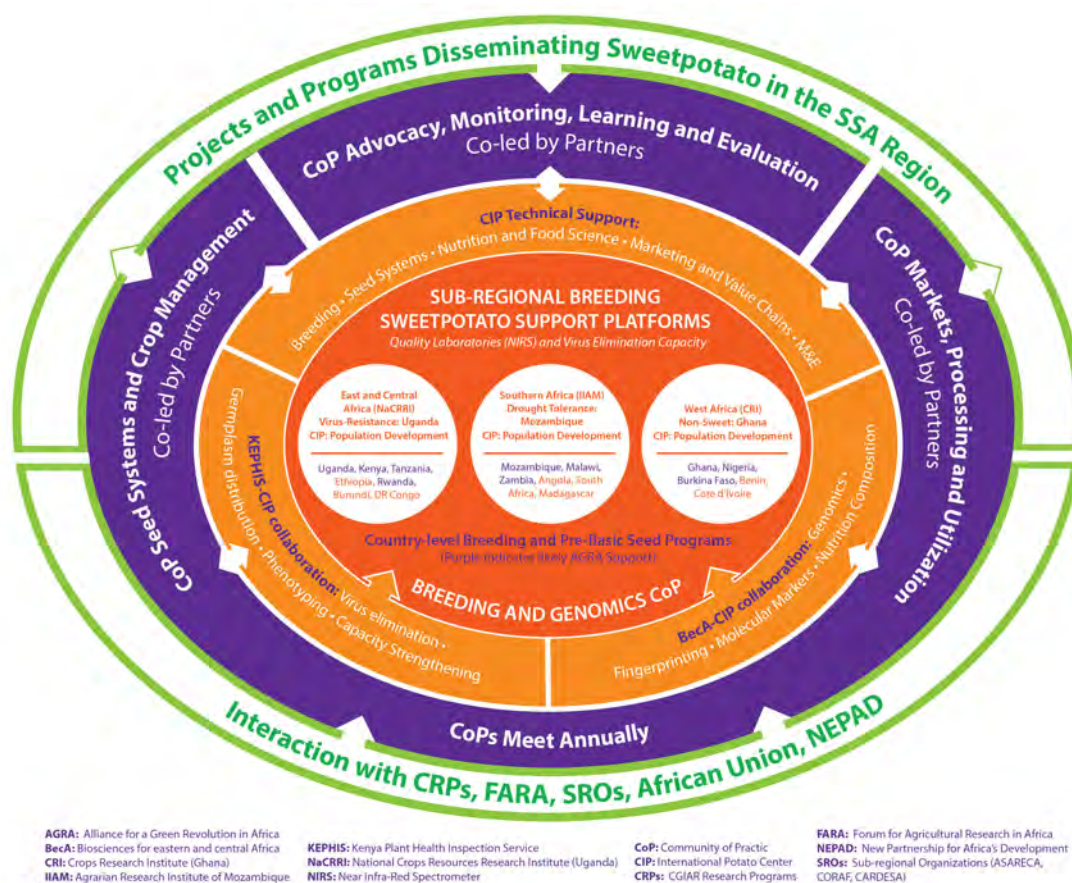 Projects and Programs Disseminating Sweetpotato in the SSA Region
CoP Advocacy, Monitoring, Learning and Evaluation
Co-led by Partners
CoP Seed Systems and Crop Management
Co-led by Partners
CoP Markets, Processing and Utilization
Co-led by Partners
CIP Technical Support:
Breeding • Seed Systems • Nutrition and Food Science • Marketing and Value Chains • M&E
SUB-REGIONAL BREEDING
SWEETPOTATO SUPPORT PLATFORMS
Quality Laboratories (NIRS) and Virus Elimination Capacity
East and Central
Africa (NaCRRI)
Virus-Resistance: Uganda
CIP: Population Development
Uganda, Kenya, Tanzania,
Ethiopia, Rwanda,
Burundi, DR Congo
Southern Africa (IIAM)
Drought Tolerance:
Mozambique
CIP: Population Development
Mozambique, Malawi,
Zambia, Angola, South
Africa, Madagascar
West Africa (CRI)
Non-Sweet: Ghana
CIP: Population Development
Ghana, Nigeria,
Burkina Faso, Benin,
Cote d'Ivoire
Country-level Breeding and Pre-Basic Seed Programs
(Purple indicates likely AGRA Support)
BREEDING AND GENOMICS CoP
KEPHIS-CIP collaboration: Virus elimination •
Germplasm distribution • Phenotyping • Capacity Strengthening
BecA-CIP collaboration: Genomics •
Fingerprinting • Molecular Markers • Nutrition Composition
CoPs Meet Annually
Interaction with CRPs, FARA, SROs, African Union, NEPAD
AGRA: Alliance for a Green Revolution in Africa
BecA: Biosciences for eastern and central Africa
CRI: Crops Research Institute (Ghana)
IIAM: Agrarian Research Institute of Mozambique
KEPHIS: Kenya Plant Health Inspection Service
NaCRRI: National Crops Resources Research Institute (Uganda)
NIRS: Near Infra-Red Spectrometer
CoP: Community of Practic
CIP: International Potato Center
CRPs: CGIAR Research Programs
FARA: Forum for Agricultural Research in Africa
NEPAD: New Partnership for Africa's Development
SROs: Sub-regional Organizations (ASARECA,
CORAF, CARDESA)